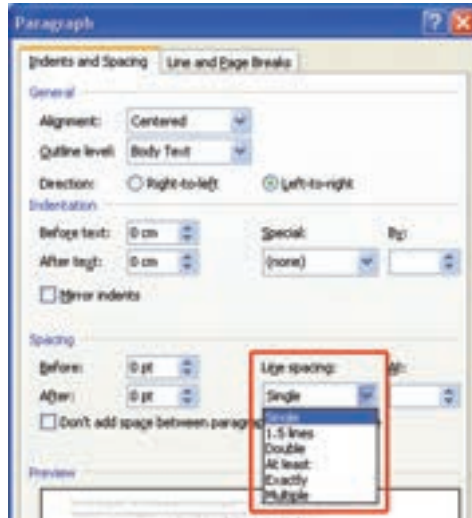 Paragraph
Indents and Spacing Line and Page Breaks
General
Alignment: Centered
Outline level: Body Text
Direction: Right-to-left Left-to-right
Indentation
Before text: 0 cm Special: By:
After text: 0 cm (none)
Mirror indents
Spacing
Before: 0 pt Line spacing: At:
After: 0 pt Single
Don't add space between paragra
Single
1.5 lines
Double
At least
Exactly
Multiple
Preview